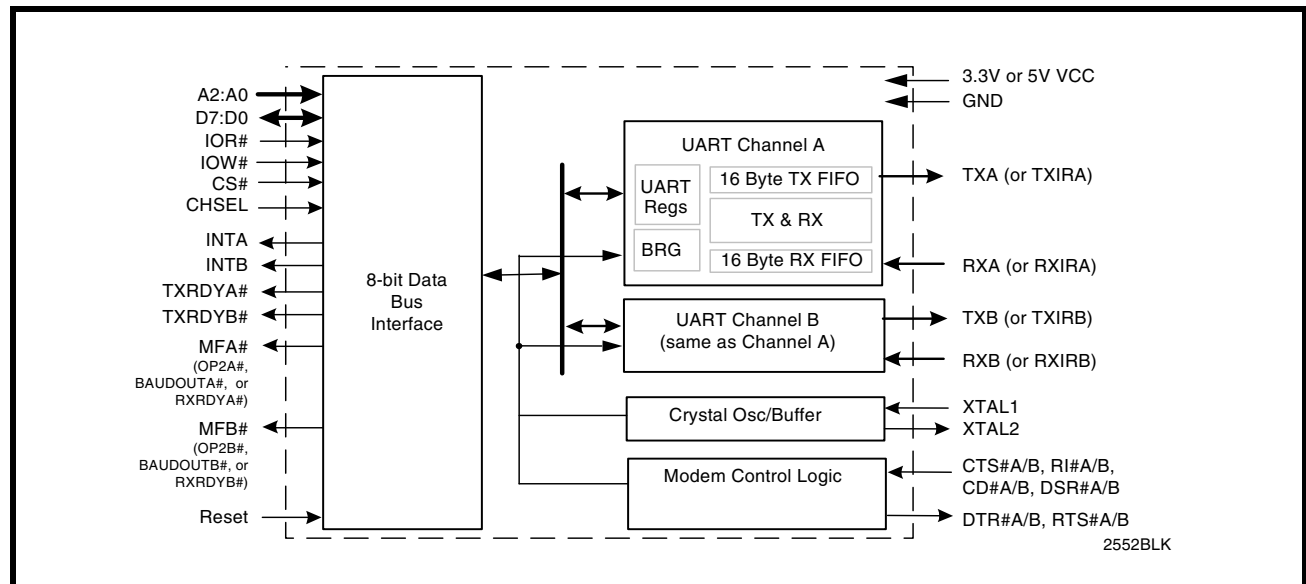 A2:A0
D7:D0
IOR#
IOW#
CS#
CHSEL
INTA
INTB
TXRDYA#
TXRDYB#
MFA#
(OP2A#,
BAUDOUTA#, or
RXRDYA#)
MFB#
(OP2B#,
BAUDOUTB#, or
RXRDYB#)
Reset
8-bit Data
Bus
Interface
UART Channel A
UART
Regs
BRG
16 Byte TX FIFO
TX & RX
16 Byte RX FIFO
UART Channel B
(same as Channel A)
Crystal Osc/Buffer
Modem Control Logic
3.3V or 5V VCC
GND
TXA (or TXIRA)
RXA (or RXIRA)
TXB (or TXIRB)
RXB (or RXIRB)
XTAL1
XTAL2
CTS#A/B, RI#A/B,
CD#A/B, DSR#A/B
DTR#A/B, RTS#A/B
2552BLK